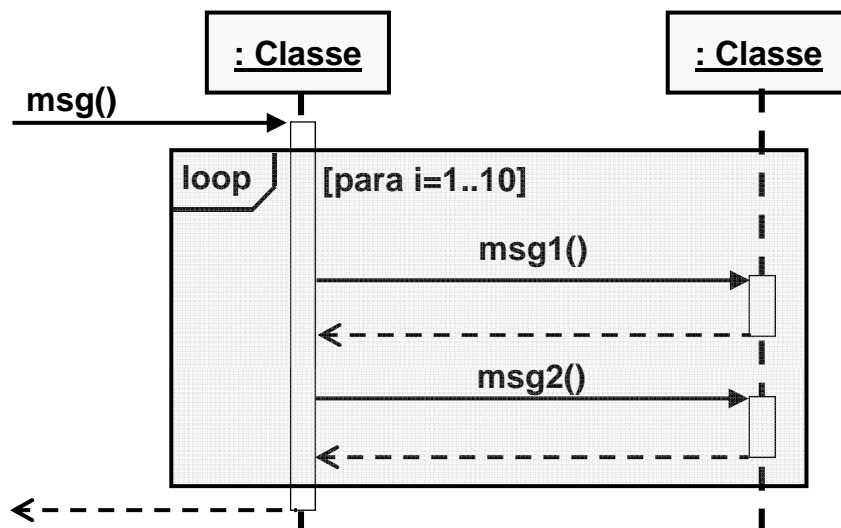 : Classe
: Classe
msg()
loop
[para i=1..10]
msg1()
msg2()